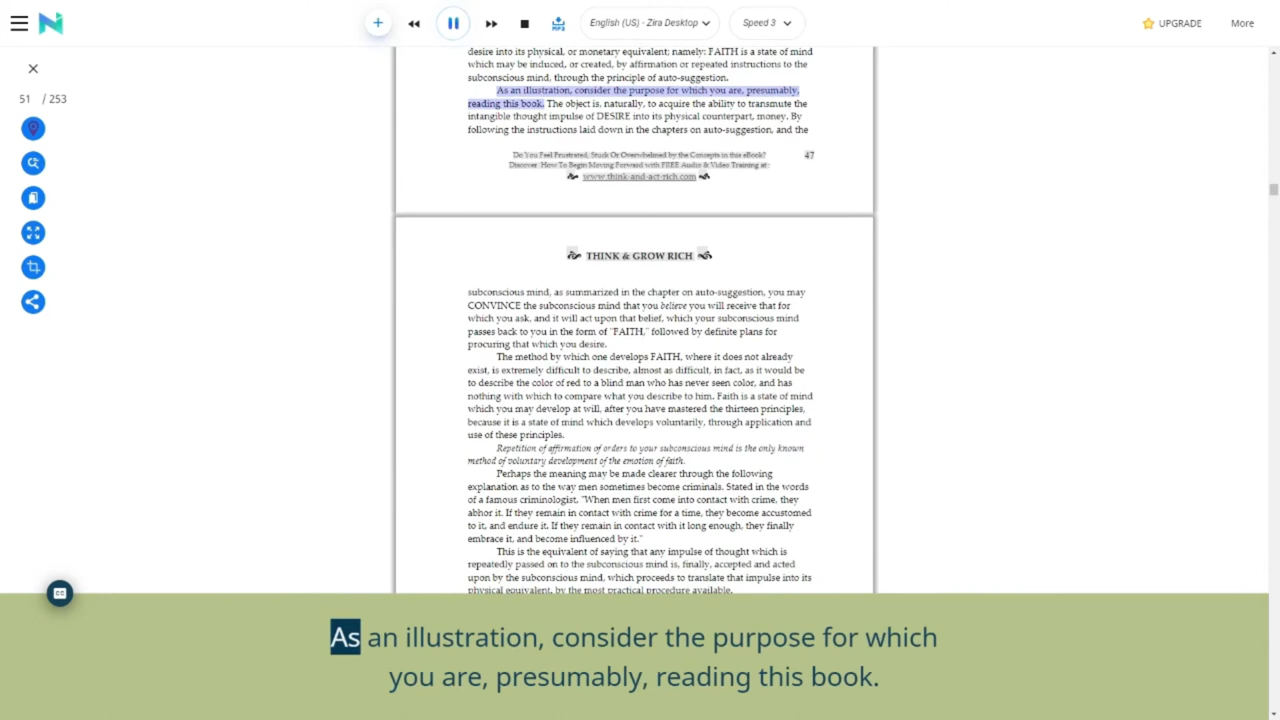 English (US) - Zira Desktop
Speed 3
UPGRADE
More
MP3
51 / 253
desire into its physical, or monetary equivalent; namely: FAITH is a state of mind
which may be induced, or created, by affirmation or repeated instructions to the
subconscious mind, through the principle of auto-suggestion.
As an illustration, consider the purpose for which you are, presumably,
reading this book. The object is, naturally, to acquire the ability to transmute the
intangible thought impulse of DESIRE into its physical counterpart, money. By
following the instructions laid down in the chapters on auto-suggestion, and the
Do You Feel Frustrated, Stuck Or Overwhelmed by the Concepts in this eBook?
47
Discover How To Begin Moving Forward with FREE Audio & Video Training at:
www.think-and-act-rich.com
THINK & GROW RICH
subconscious mind, as summarized in the chapter on auto-suggestion, you may
CONVINCE the subconscious mind that you believe you will receive that for
which you ask, and it will act upon that belief, which your subconscious mind
passes back to you in the form of "FAITH," followed by definite plans for
procuring that which you desire.
The method by which one develops FAITH, where it does not already
exist, is extremely difficult to describe, almost as difficult, in fact, as it would be
to describe the color of red to a blind man who has never seen color, and has
nothing with which to compare what you describe to him. Faith is a state of mind
which you may develop at will, after you have mastered the thirteen principles,
because it is a state of mind which develops voluntarily, through application and
use of these principles.
Repetition of affirmation of orders to your subconscious mind is the only known
method of voluntary development of the emotion of faith.
Perhaps the meaning may be made clearer through the following
explanation as to the way men sometimes become criminals. Stated in the words
of a famous criminologist, "When men first come into contact with crime, they
abhor it. If they remain in contact with crime for a time, they become accustomed
to it, and endure it. If they remain in contact with it long enough, they finally
embrace it, and become influenced by it."
This is the equivalent of saying that any impulse of thought which is
repeatedly passed on to the subconscious mind is, finally, accepted and acted
upon by the subconscious mind, which proceeds to translate that impulse into its
physical equivalent, by the most practical procedure available.
CC
As an illustration, consider the purpose for which
you are, presumably, reading this book.